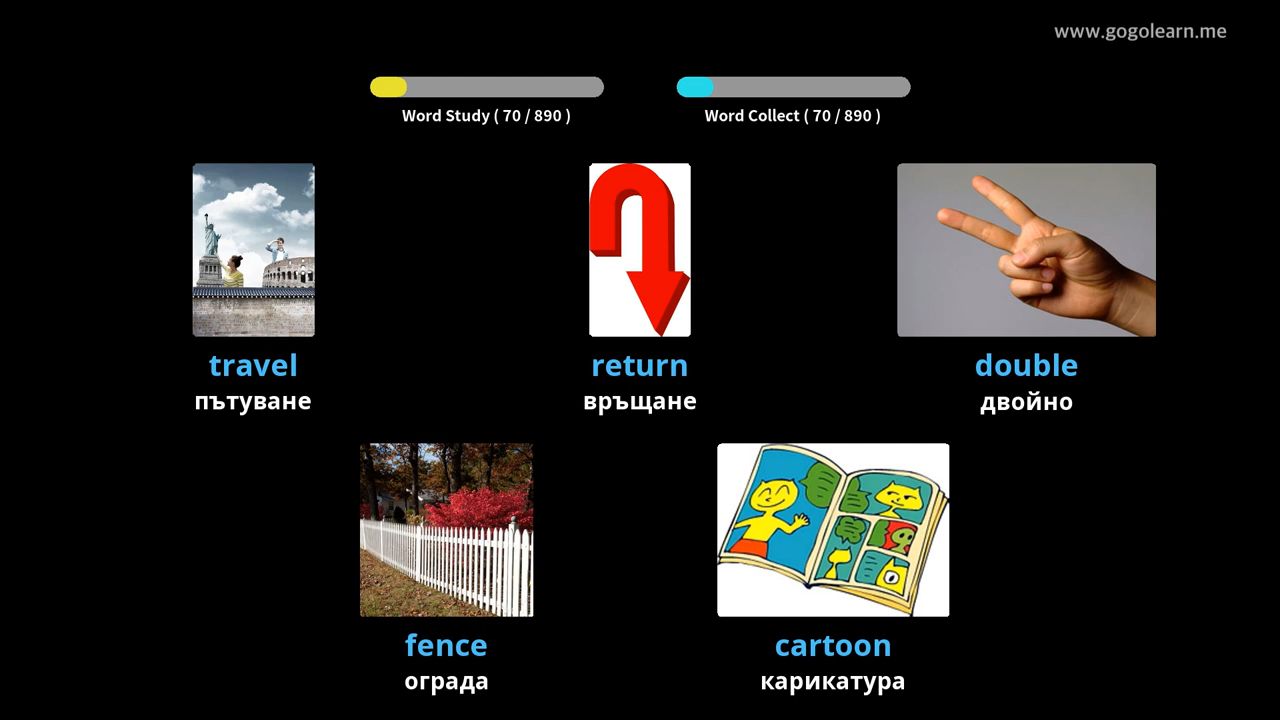 www.gogolearn.me
Word Study ( 70 / 890 )
Word Collect ( 70 / 890 )
travel
пътуване
return
връщане
double
двойно
fence
ограда
cartoon
карикатура